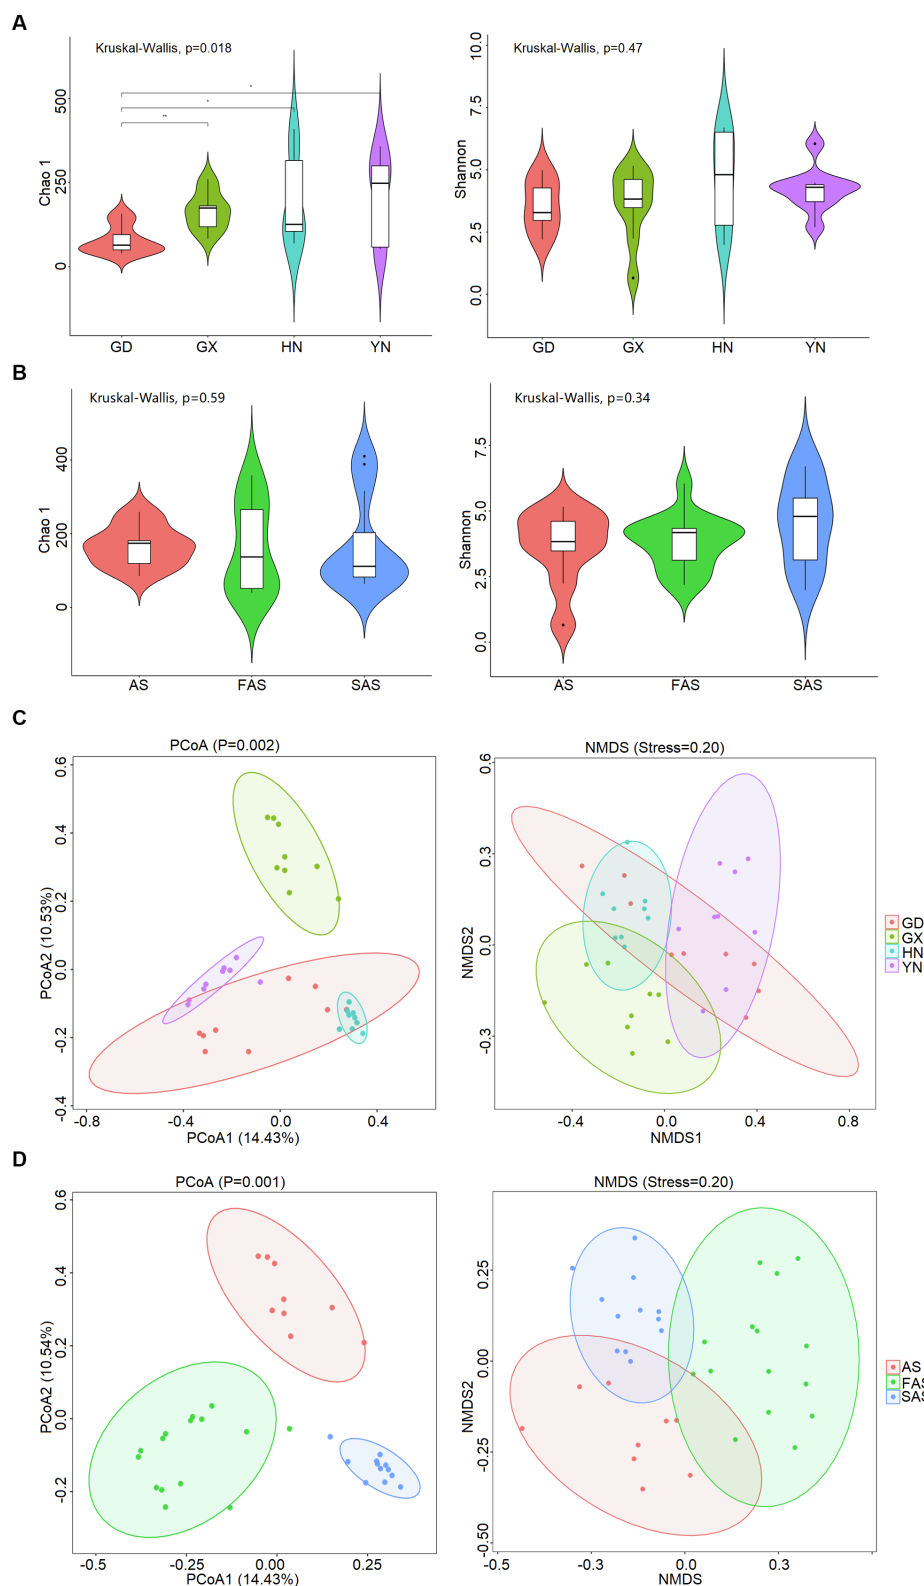 A
Kruskal-Wallis, p=0.018
Chao 1
500
250
0
**
*
*
GD GX HN YN
Kruskal-Wallis, p=0.47
Shannon
10.0
7.5
5.0
2.5
0.0
GD GX HN YN
B
Kruskal-Wallis, p=0.59
Chao 1
400
200
0
AS FAS SAS
Kruskal-Wallis, p=0.34
Shannon
7.5
5.0
2.5
0.0
AS FAS SAS
C
PCoA (P=0.002)
PCoA2 (10.53%)
0.6
0.4
0.2
0.0
-0.2
-0.4
-0.8 -0.4 0.0 0.4
PCoA1 (14.43%)
NMDS (Stress=0.20)
NMDS2
0.6
0.3
0.0
-0.3
-0.4 0.0 0.4 0.8
NMDS1
GD
GX
HN
YN
D
PCoA (P=0.001)
PCoA2 (10.54%)
0.6
0.4
0.2
0.0
-0.2
-0.5 -0.25 0.00 0.25
PCoA1 (14.43%)
NMDS (Stress=0.20)
NMDS2
0.25
0.00
-0.25
-0.50
-0.5 -0.3 0.0 0.3
NMDS
AS
FAS
SAS